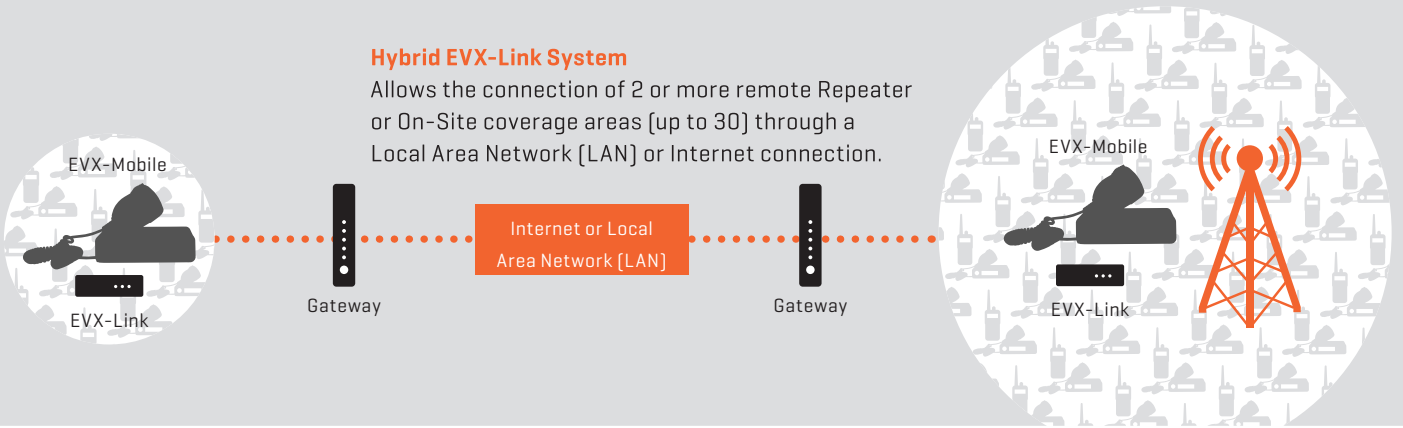 Hybrid EVX-Link System
Allows the connection of 2 or more remote Repeater
or On-Site coverage areas (up to 30) through a
Local Area Network (LAN) or Internet connection.
EVX-Mobile
EVX-Link
Gateway
Internet or Local
Area Network (LAN)
Gateway
EVX-Mobile
EVX-Link